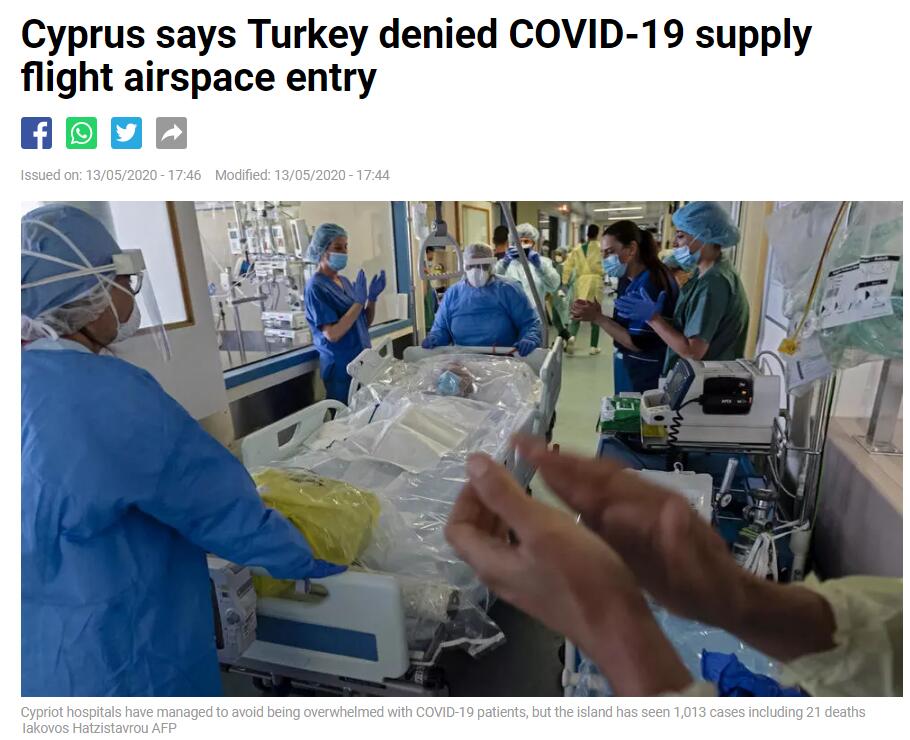 Cyprus says Turkey denied COVID-19 supply
flight airspace entry
Issued on: 13/05/2020 - 17:46 Modified: 13/05/2020 - 17:44
Cypriot hospitals have managed to avoid being overwhelmed with COVID-19 patients, but the island has seen 1,013 cases including 21 deaths
Iakovos Hatzistavrou AFP